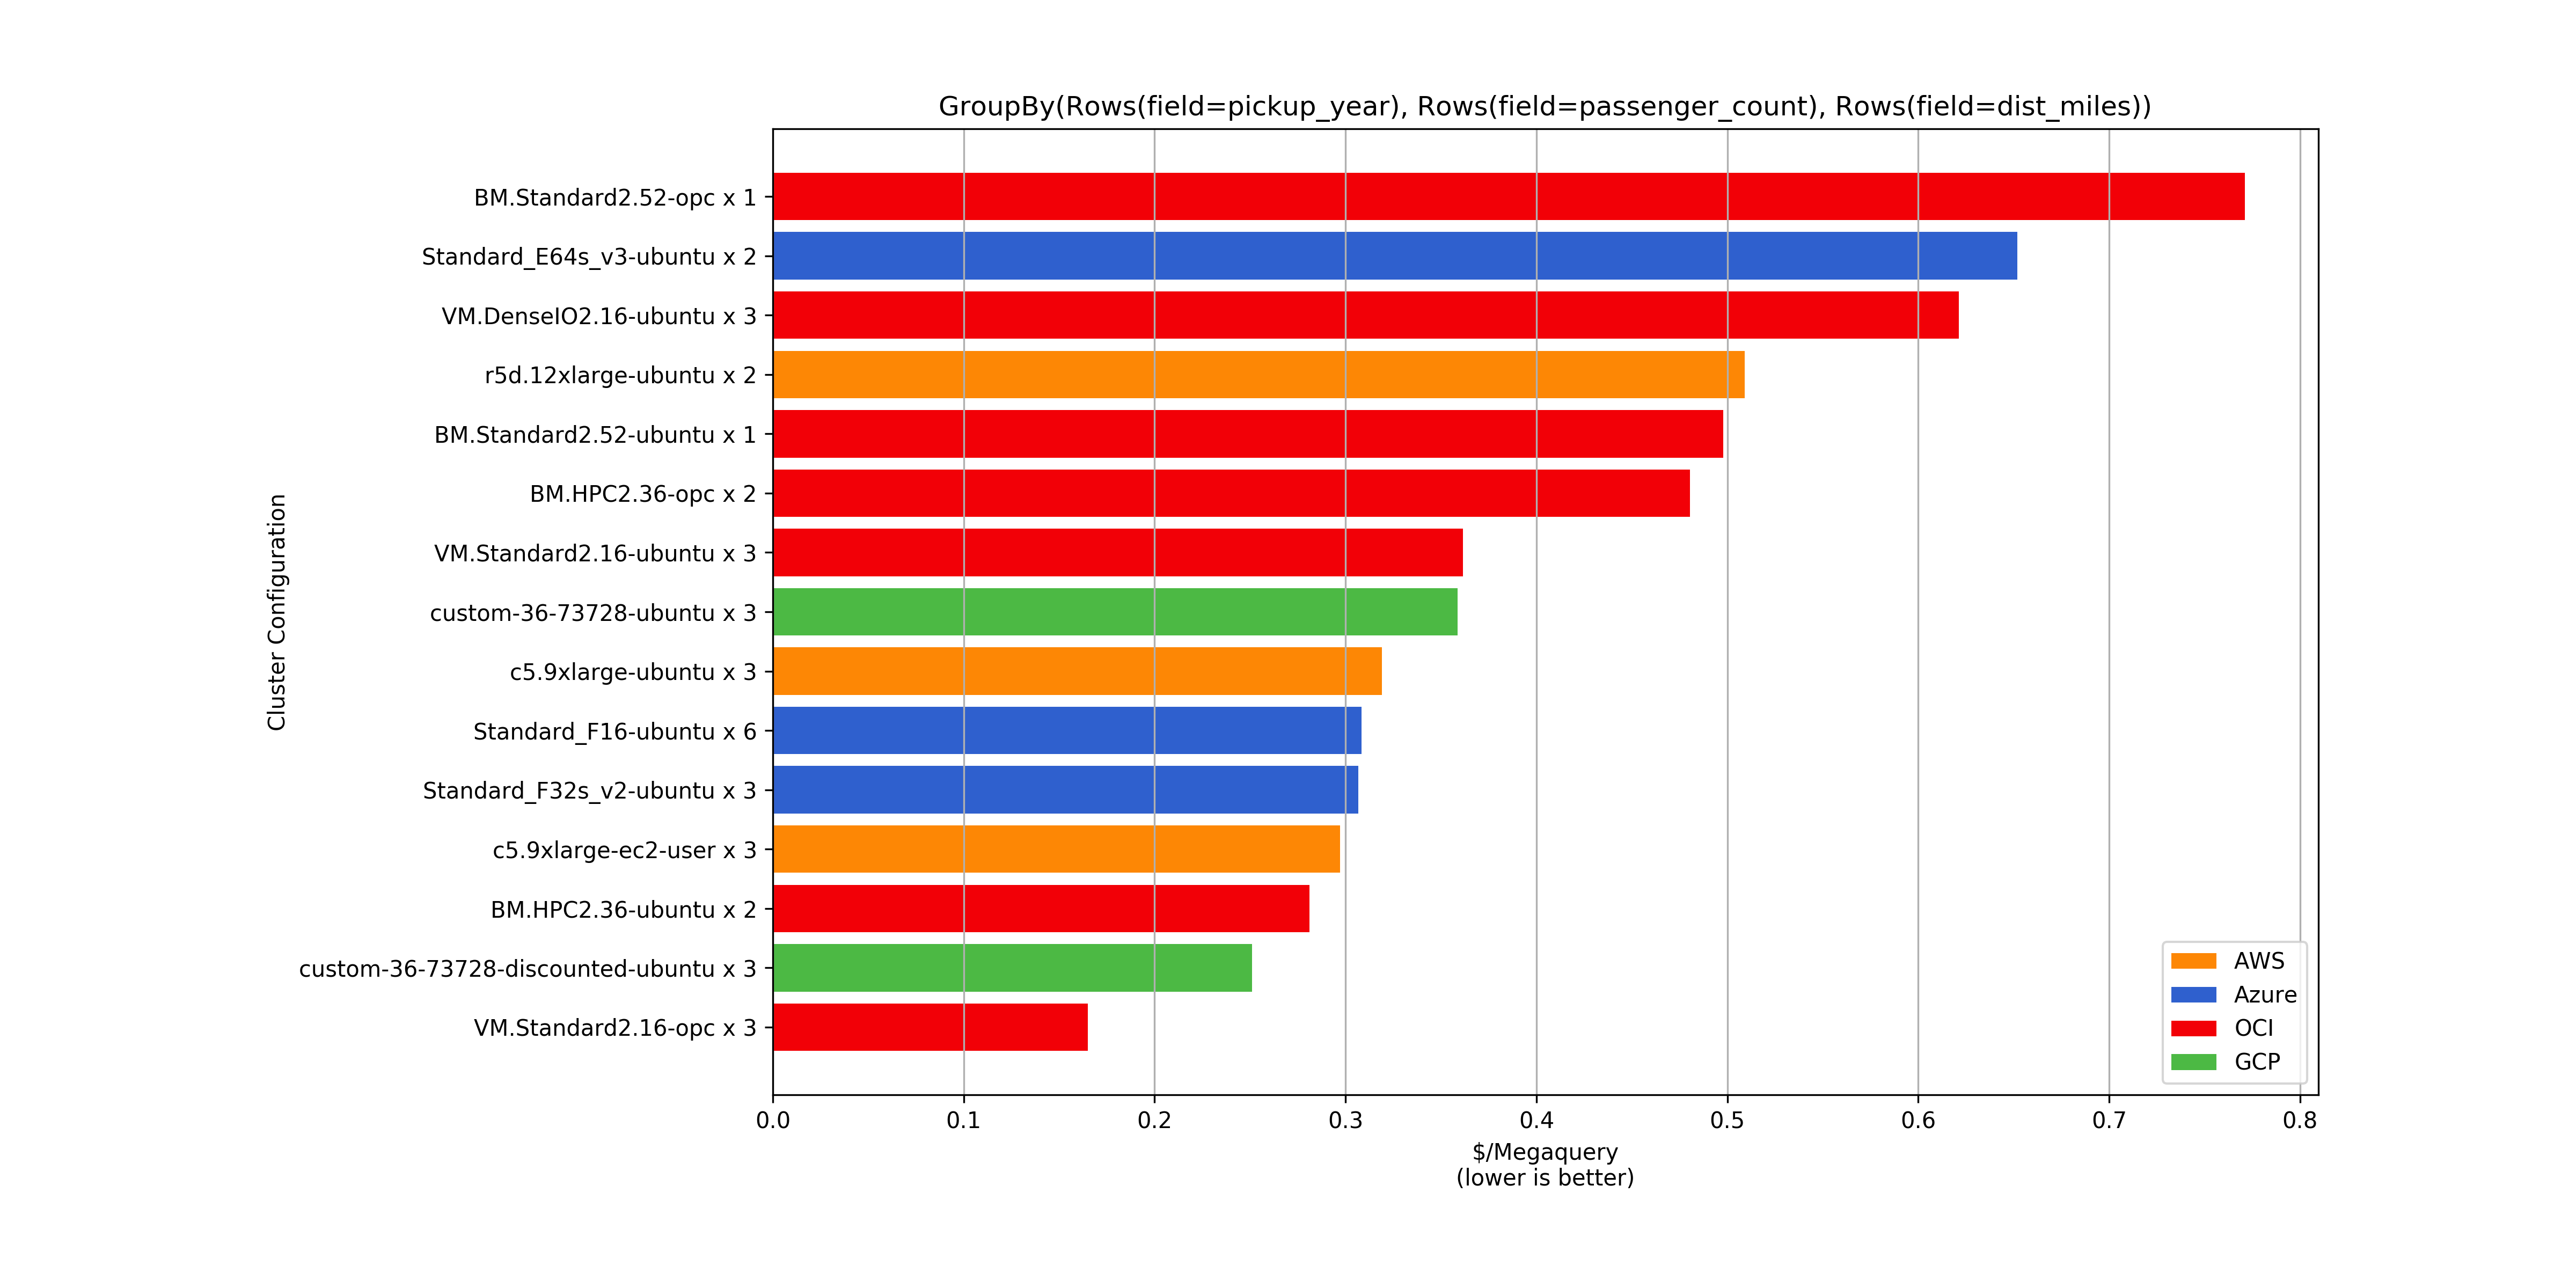 GroupBy(Rows(field=pickup_year), Rows(field=passenger_count), Rows(field=dist_miles))
Cluster Configuration
BM.Standard2.52-opc x 1
Standard_E64s_v3-ubuntu x 2
VM.DenseIO2.16-ubuntu x 3
r5d.12xlarge-ubuntu x 2
BM.Standard2.52-ubuntu x 1
BM.HPC2.36-opc x 2
VM.Standard2.16-ubuntu x 3
custom-36-73728-ubuntu x 3
c5.9xlarge-ubuntu x 3
Standard_F16-ubuntu x 6
Standard_F32s_v2-ubuntu x 3
c5.9xlarge-ec2-user x 3
BM.HPC2.36-ubuntu x 2
custom-36-73728-discounted-ubuntu x 3
VM.Standard2.16-opc x 3
AWS
Azure
OCI
GCP
0.0 0.1 0.2 0.3 0.4 0.5 0.6 0.7 0.8
$/Megaquery
(lower is better)